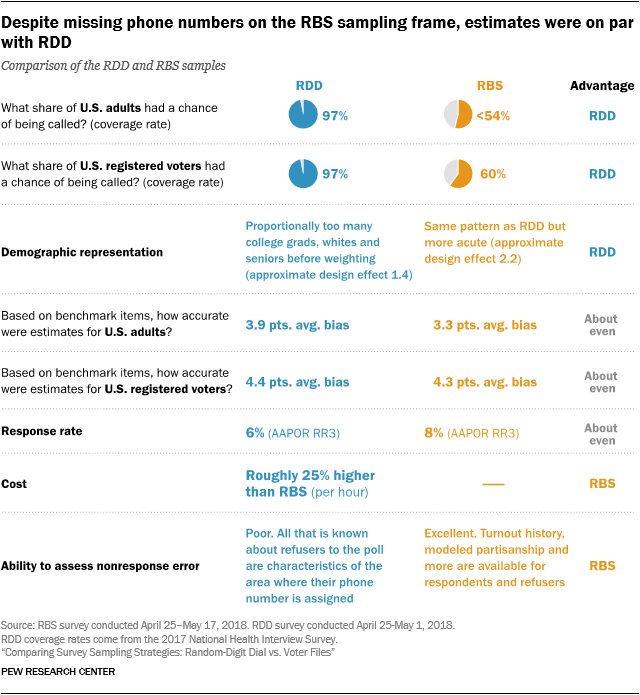 Despite missing phone numbers on the RBS sampling frame, estimates were on par
with RDD
Comparison of the RDD and RBS samples
RDD
RBS
Advantage
What share of U.S. adults had a chance
of being called? (coverage rate)
97%
<54%
RDD
What share of U.S. registered voters had
a chance of being called? (coverage rate)
97%
60%
RDD
Demographic representation
Proportionally too many
college grads, whites and
seniors before weighting
(approximate design effect 1.4)
Same pattern as RDD but
more acute (approximate
design effect 2.2)
RDD
Based on benchmark items, how accurate
were estimates for U.S. adults?
3.9 pts. avg. bias
3.3 pts. avg. bias
About
even
Based on benchmark items, how accurate
were estimates for U.S. registered voters?
4.4 pts. avg. bias
4.3 pts. avg. bias
About
even
Response rate
6% (AAPOR RR3)
8% (AAPOR RR3)
About
even
Cost
Roughly 25% higher
than RBS (per hour)
—
RBS
Ability to assess nonresponse error
Poor. All that is known
about refusers to the poll
are characteristics of the
area where their phone
number is assigned
Excellent. Turnout history,
modeled partisanship and
more are available for
respondents and refusers
RBS
Source: RBS survey conducted April 25–May 17, 2018. RDD survey conducted April 25-May 1, 2018.
RDD coverage rates come from the 2017 National Health Interview Survey.
“Comparing Survey Sampling Strategies: Random-Digit Dial vs. Voter Files”
PEW RESEARCH CENTER